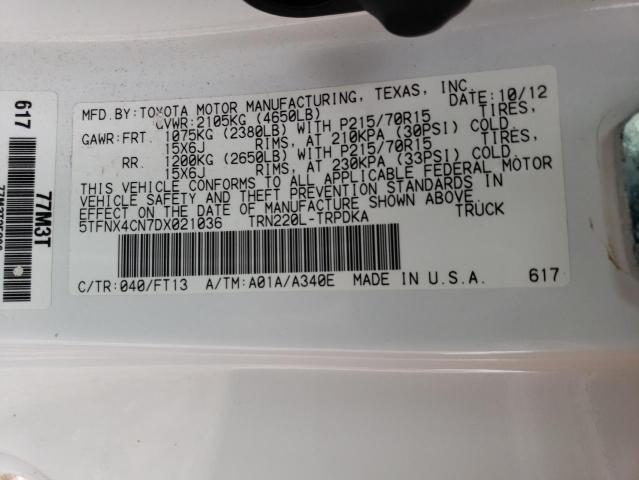 MFD.BY:TOYOTA MOTOR MANUFACTURING, TEXAS, INC.
GVWR:2105KG (4650LB) DATE:10/12
GAWR:FRT. 1075KG (2380LB) WITH P215/70R15 TIRES,
15X6J RIMS, AT 210KPA (30PSI) COLD
RR. 1200KG (2650LB) WITH P215/70R15 TIRES,
15X6J RIMS, AT 230KPA (33PSI) COLD
THIS VEHICLE CONFORMS TO ALL APPLICABLE FEDERAL MOTOR
VEHICLE SAFETY AND THEFT PREVENTION STANDARDS IN
EFFECT ON THE DATE OF MANUFACTURE SHOWN ABOVE.
5TFNX4CN7DX021036 TRN220L-TRPDKA TRUCK
C/TR:040/FT13 A/TM:A01A/A340E MADE IN U.S.A. 617
617
77M3T